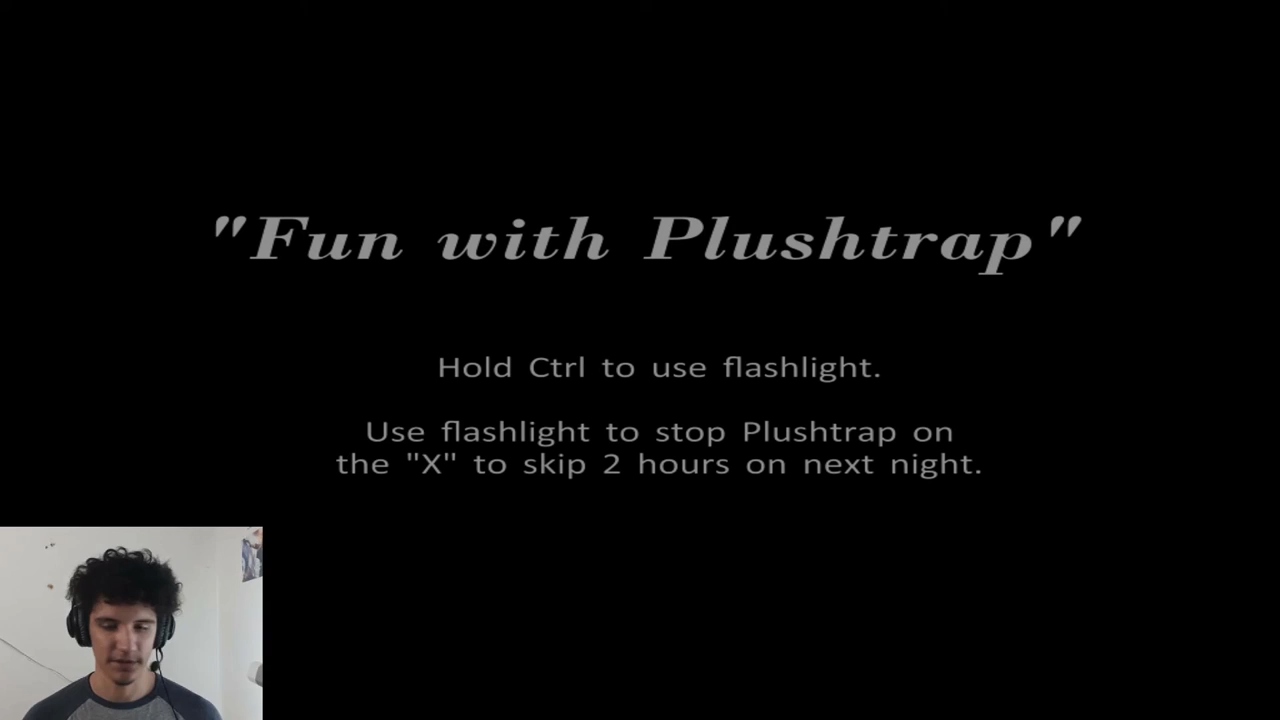 "Fun with Plushtrap"
Hold Ctrl to use flashlight.
Use flashlight to stop Plushtrap on
the "X" to skip 2 hours on next night.